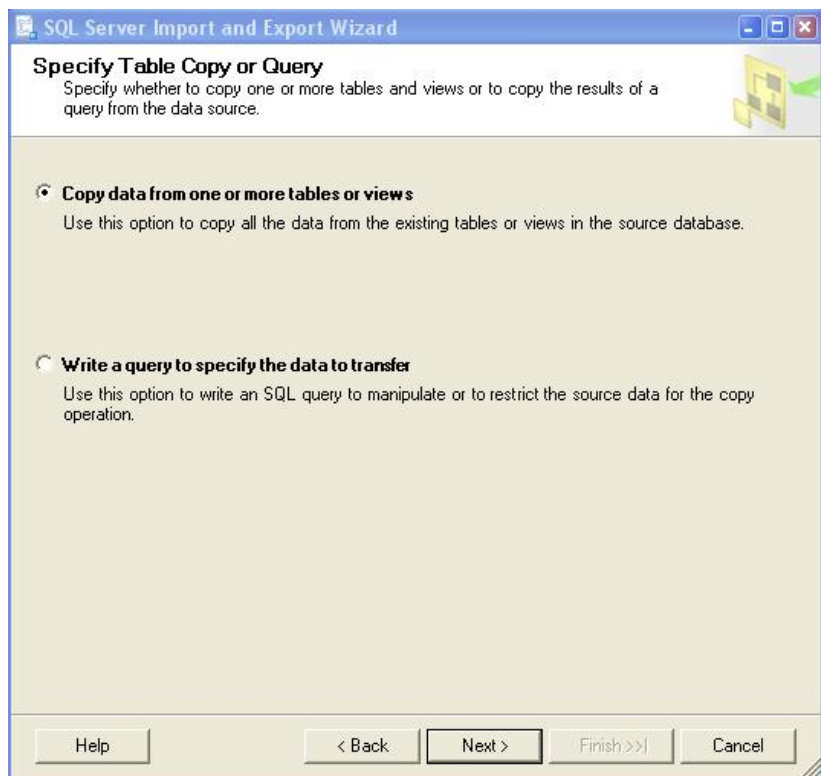 SQL Server Import and Export Wizard
Specify Table Copy or Query
Specify whether to copy one or more tables and views or to copy the results of a
query from the data source.
Copy data from one or more tables or views
Use this option to copy all the data from the existing tables or views in the source database.
Write a query to specify the data to transfer
Use this option to write an SQL query to manipulate or to restrict the source data for the copy
operation.
Help
< Back
Next >
Finish >>|
Cancel